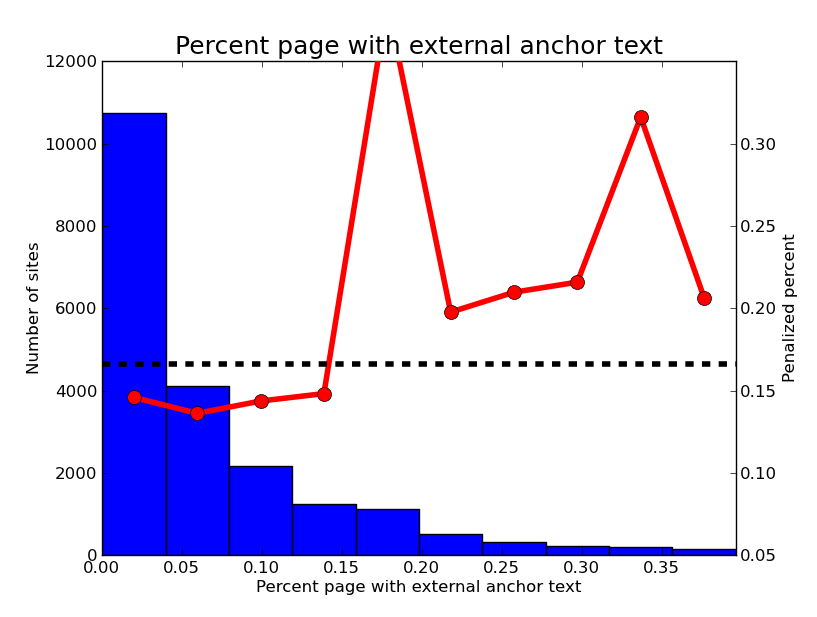 Percent page with external anchor text
12000
10000
8000
6000
4000
2000
0
Number of sites
0.30
0.25
0.20
0.15
0.10
0.05
Penalized percent
0.00 0.05 0.10 0.15 0.20 0.25 0.30 0.35
Percent page with external anchor text